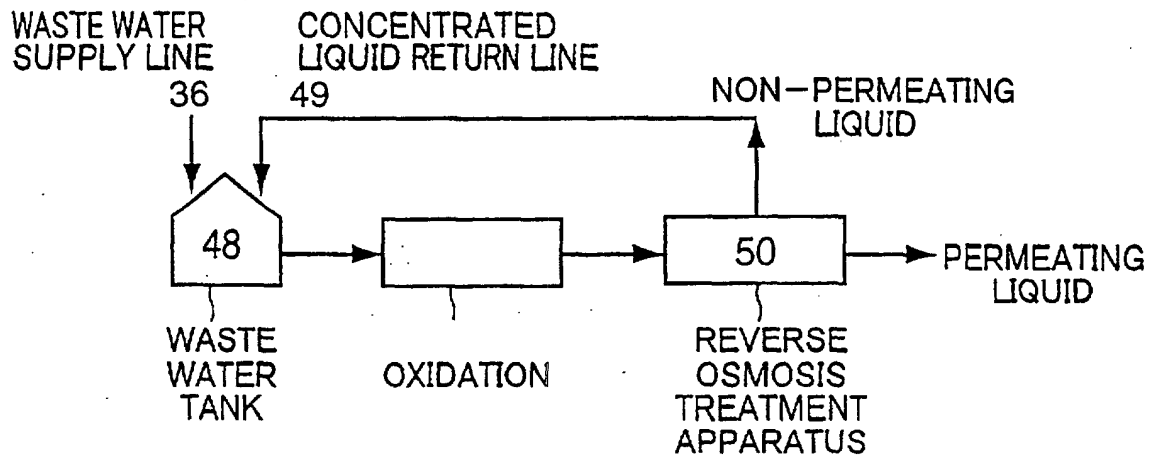 WASTE WATER
SUPPLY LINE
36
CONCENTRATED
LIQUID RETURN LINE
49
NON-PERMEATING
LIQUID
48
50
PERMEATING
LIQUID
WASTE
WATER
TANK
OXIDATION
REVERSE
OSMOSIS
TREATMENT
APPARATUS